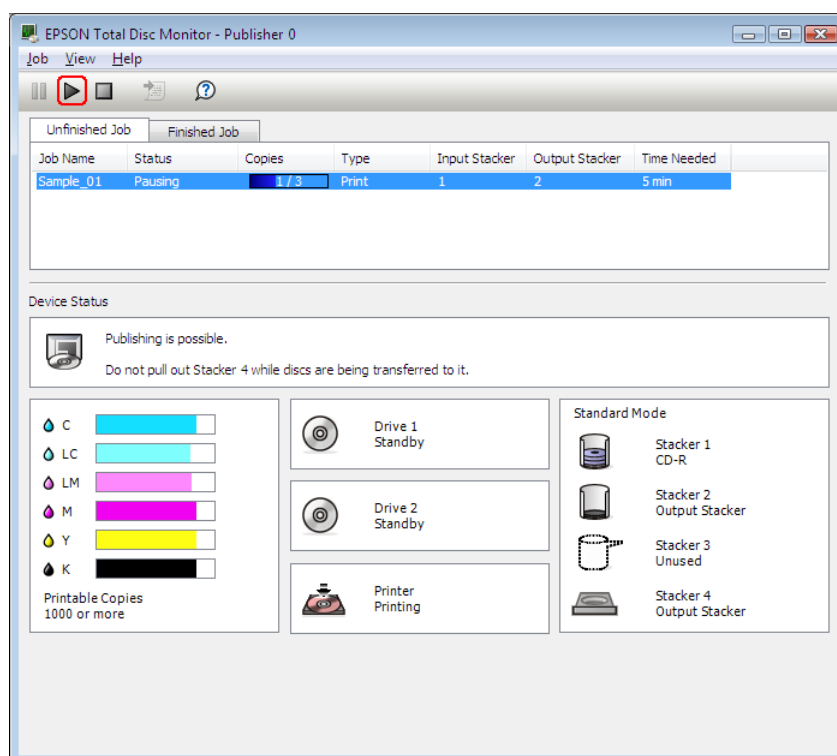 EPSON Total Disc Monitor - Publisher 0
Job View Help
Unfinished Job Finished Job
Job Name Status Copies Type Input Stacker Output Stacker Time Needed
Sample_01 Pausing 1 / 3 Print 1 2 5 min
Device Status
Publishing is possible.
Do not pull out Stacker 4 while discs are being transferred to it.
C
LC
LM
M
Y
K
Printable Copies
1000 or more
Drive 1
Standby
Drive 2
Standby
Printer
Printing
Standard Mode
Stacker 1
CD-R
Stacker 2
Output Stacker
Stacker 3
Unused
Stacker 4
Output Stacker